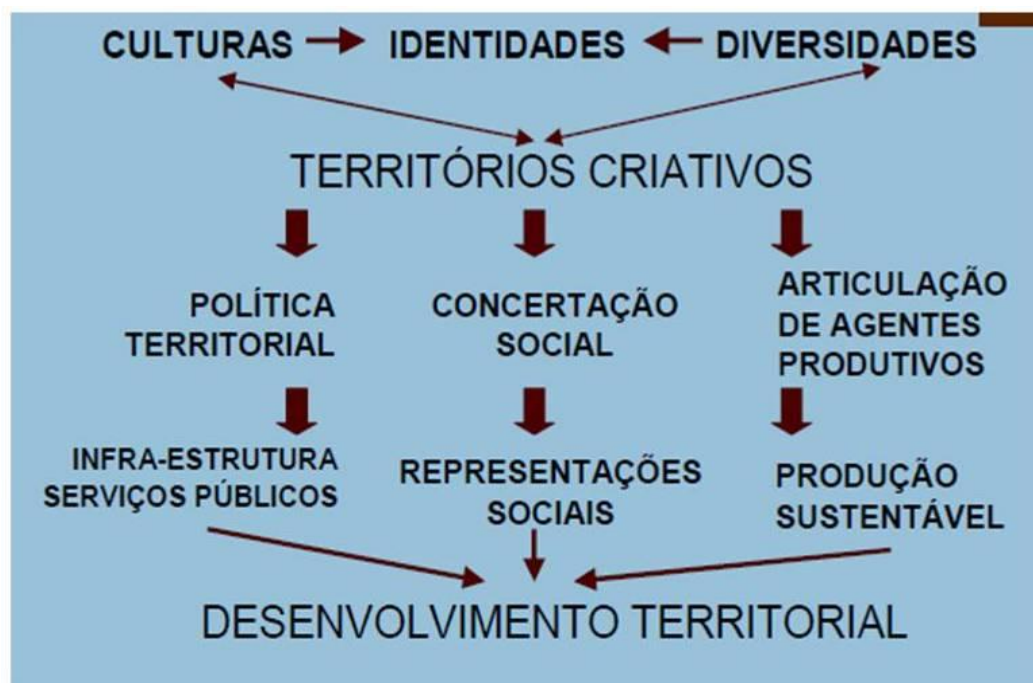 CULTURAS IDENTIDADES DIVERSIDADES
TERRITÓRIOS CRIATIVOS
POLÍTICA
TERRITORIAL
CONCERTAÇÃO
SOCIAL
ARTICULAÇÃO
DE AGENTES
PRODUTIVOS
INFRA-ESTRUTURA
SERVIÇOS PÚBLICOS
REPRESENTAÇÕES
SOCIAIS
PRODUÇÃO
SUSTENTÁVEL
DESENVOLVIMENTO TERRITORIAL